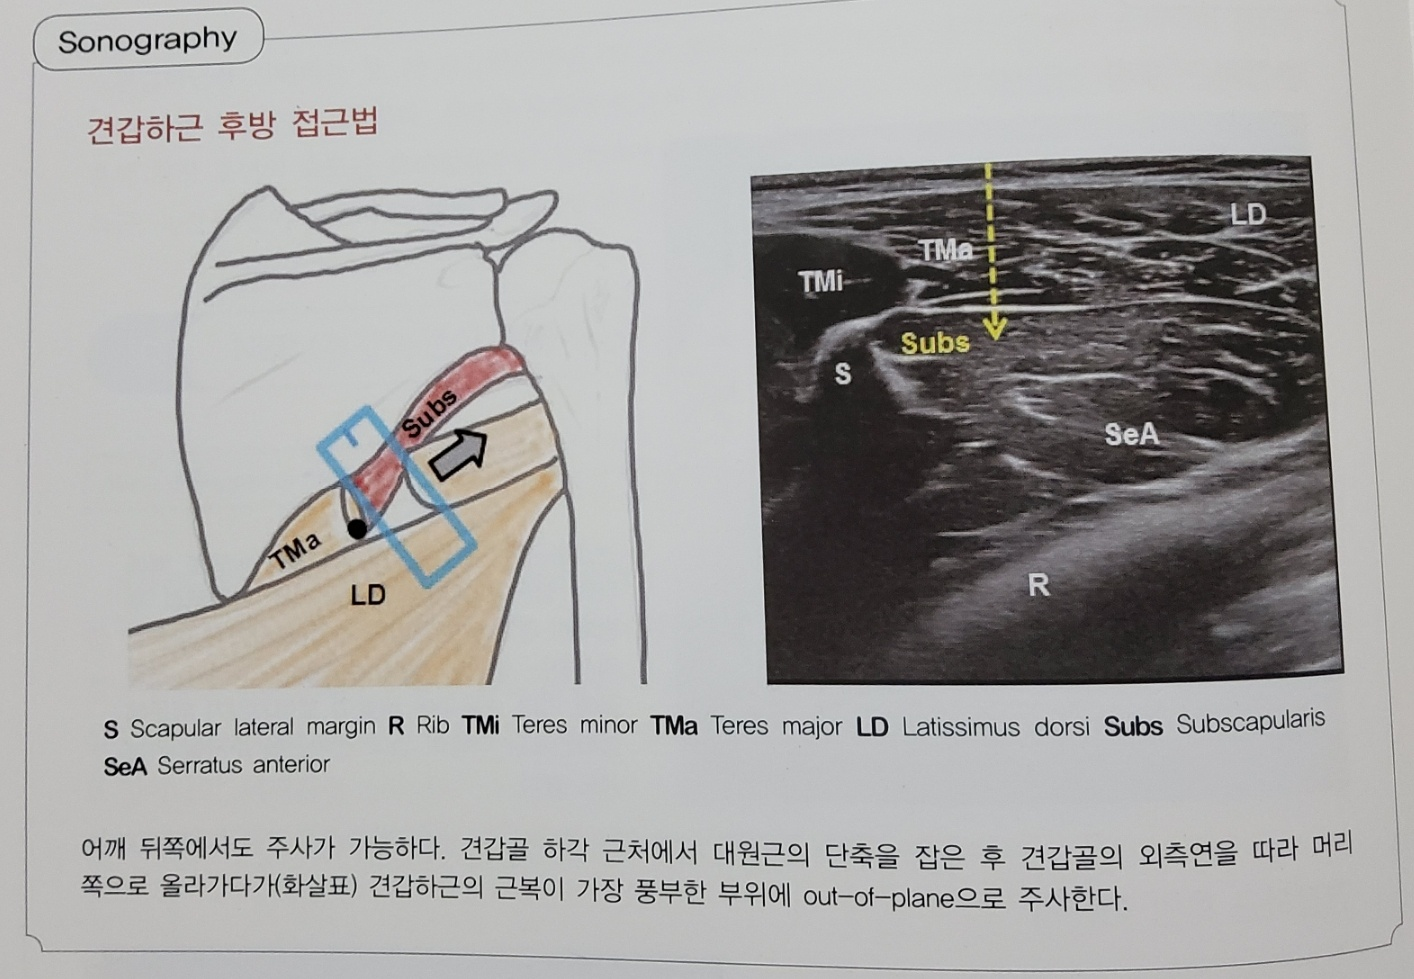 Sonography
견갑하근 후방 접근법
Subs
TMa
LD
LD
TMa
TMi
Subs
S
SeA
R
S Scapular lateral margin R Rib TMi Teres minor TMa Teres major LD Latissimus dorsi Subs Subscapularis
SeA Serratus anterior
어깨 뒤쪽에서도 주사가 가능하다. 견갑골 하각 근처에서 대원근의 단축을 잡은 후 견갑골의 외측연을 따라 머리
쪽으로 올라가다가(화살표) 견갑하근의 근복이 가장 풍부한 부위에 out-of-plane으로 주사한다.